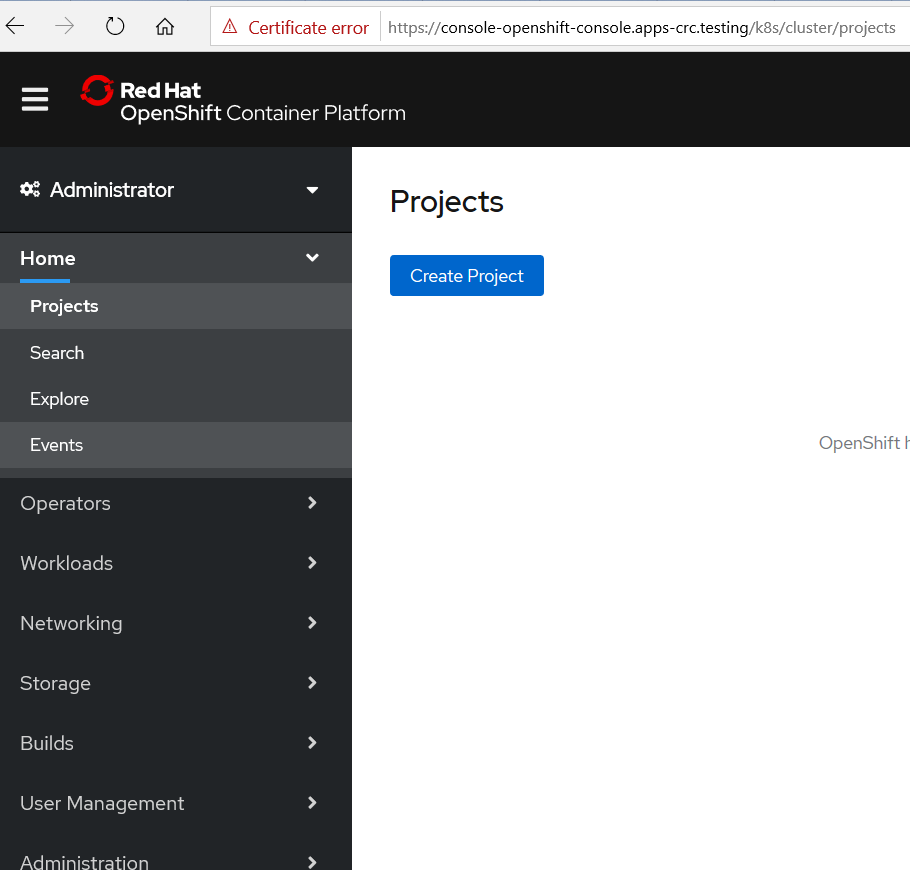 Certificate error
https://console-openshift-console.apps-crc.testing/k8s/cluster/projects
Red Hat
OpenShift Container Platform
Administrator
Home
Projects
Search
Explore
Events
Operators
Workloads
Networking
Storage
Builds
User Management
Administration
Projects
Create Project
OpenShift h